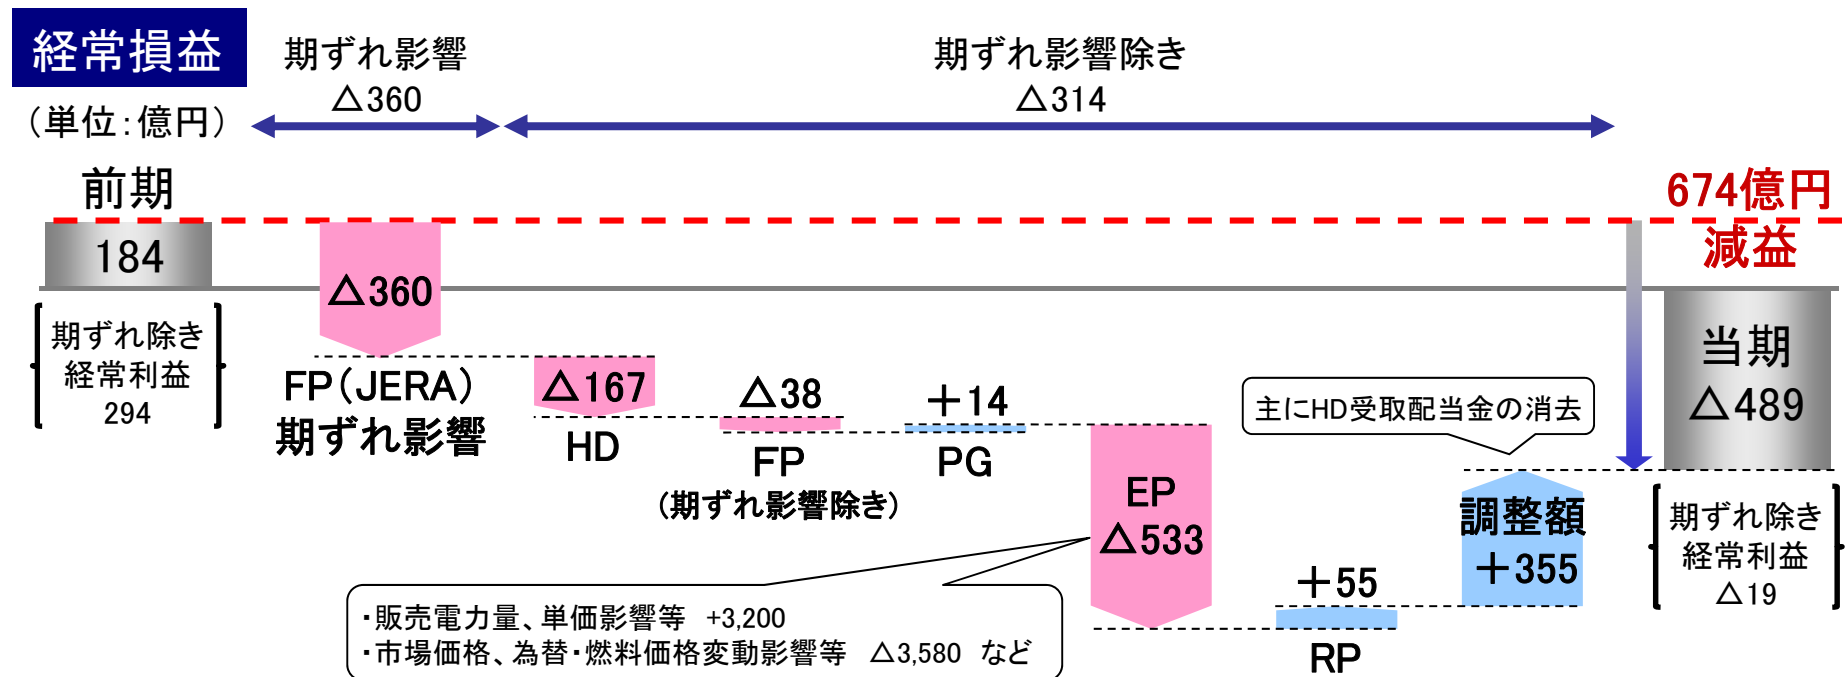 経常損益
(単位:億円)
期ずれ影響
△360
期ずれ影響除き
△314
前期
184
期ずれ除き
経常利益
294
△360
FP(JERA)
期ずれ影響
△167
HD
△38
FP
(期ずれ影響除き)
+14
PG
EP
△533
・販売電力量、単価影響等 +3,200
・市場価格、為替・燃料価格変動影響等 △3,580 など
+55
RP
主にHD受取配当金の消去
調整額
+355
674億円
減益
当期
△489
期ずれ除き
経常利益
△19